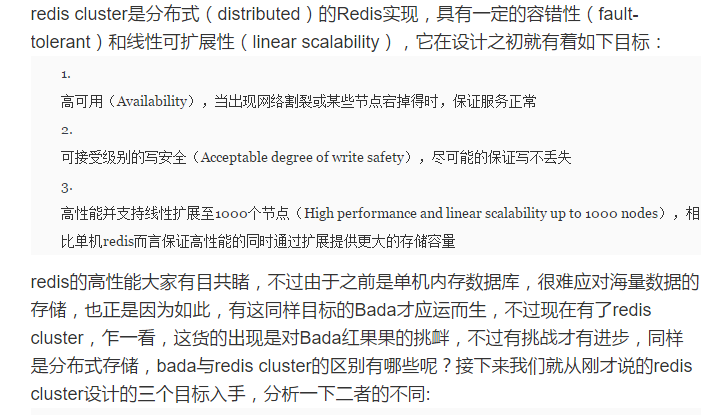 redis cluster是分布式（distributed）的Redis实现，具有一定的容错性（fault-
tolerant）和线性可扩展性（linear scalability），它在设计之初就有着如下目标：
1.
高可用（Availability），当出现网络割裂或某些节点宕掉得时，保证服务正常
2.
可接受级别的写安全（Acceptable degree of write safety），尽可能的保证写不丢失
3.
高性能并支持线性扩展至1000个节点（High performance and linear scalability up to 1000 nodes），相
比单机redis而言保证高性能的同时通过扩展提供更大的存储容量
redis的高性能大家有目共睹，不过由于之前是单机内存数据库，很难应对海量数据的
存储，也正是因为如此，有这同样目标的Bada才应运而生，不过现在有了redis
cluster，乍一看，这货的出现是对Bada红果果的挑衅，不过有挑战才有进步，同样
是分布式存储，bada与redis cluster的区别有哪些呢？接下来我们就从刚才说的redis
cluster设计的三个目标入手，分析一下二者的不同: